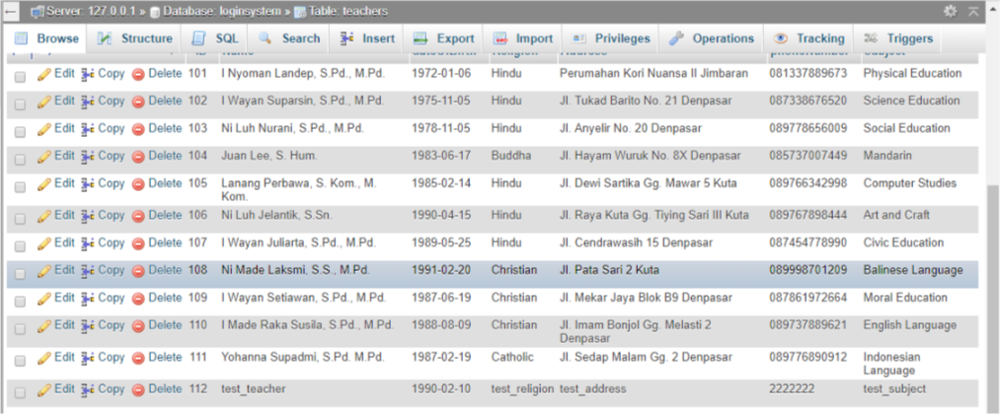 Server: 127.0.0.1 » Database: loginsystem » Table: teachers
Browse Structure SQL Search Insert Export Import Privileges Operations Tracking Triggers
Edit Copy Delete 101 I Nyoman Landep, S.Pd., M.Pd. 1972-01-06 Hindu Perumahan Kori Nuansa II Jimbaran 081337889673 Physical Education
Edit Copy Delete 102 I Wayan Suparsin, S.Pd., M.Pd. 1975-11-05 Hindu Jl. Tukad Barito No. 21 Denpasar 087338676520 Science Education
Edit Copy Delete 103 Ni Luh Nurani, S.Pd., M.Pd. 1978-11-05 Hindu Jl. Anyelir No. 20 Denpasar 089778656009 Social Education
Edit Copy Delete 104 Juan Lee, S. Hum. 1983-06-17 Buddha Jl. Hayam Wuruk No. 8X Denpasar 085737007449 Mandarin
Edit Copy Delete 105 Lanang Perbawa, S. Kom., M. 1985-02-14 Hindu Jl. Dewi Sartika Gg. Mawar 5 Kuta 089766342998 Computer Studies
Kom.
Edit Copy Delete 106 Ni Luh Jelantik, S.Sn. 1990-04-15 Hindu Jl. Raya Kuta Gg. Tiying Sari III Kuta 089767898444 Art and Craft
Edit Copy Delete 107 I Wayan Juliarta, S.Pd., M.Pd. 1989-05-25 Hindu Jl. Cendrawasih 15 Denpasar 087454778990 Civic Education
Edit Copy Delete 108 Ni Made Laksmi, S.S., M.Pd. 1991-02-20 Christian Jl. Pata Sari 2 Kuta 089998701209 Balinese Language
Edit Copy Delete 109 I Wayan Setiawan, S.Pd., M.Pd. 1987-06-19 Christian Jl. Mekar Jaya Blok B9 Denpasar 087861972664 Moral Education
Edit Copy Delete 110 I Made Raka Susila, S.Pd., M.Pd. 1988-08-09 Christian Jl. Imam Bonjol Gg. Melasti 2 089737889621 English Language
Denpasar
Edit Copy Delete 111 Yohanna Supadmi, S.Pd. M.Pd. 1987-02-19 Catholic Jl. Sedap Malam Gg. 2 Denpasar 089776890912 Indonesian
Language
Edit Copy Delete 112 test_teacher 1990-02-10 test_religion test_address 2222222 test_subject